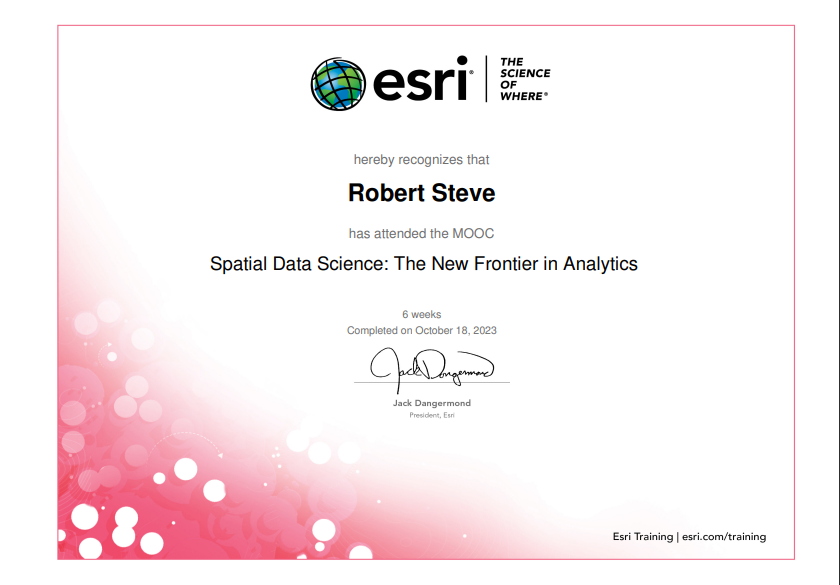 esri®
THE
SCIENCE
OF
WHERE®
hereby recognizes that
Robert Steve
has attended the MOOC
Spatial Data Science: The New Frontier in Analytics
6 weeks
Completed on October 18, 2023
Jack Dangermond
Jack Dangermond
President, Esri
Esri Training | esri.com/training